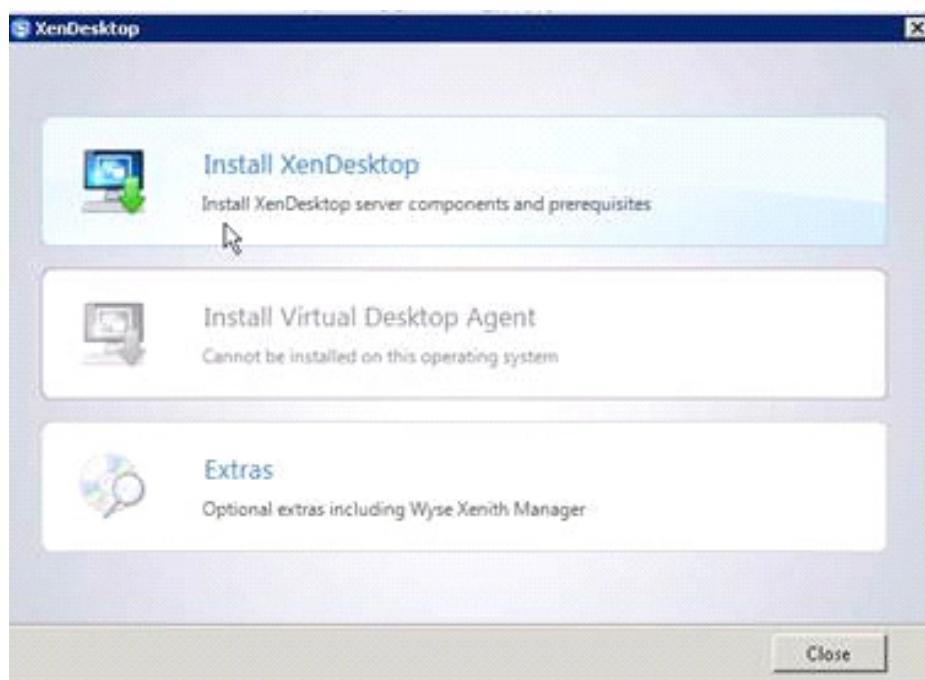 XenDesktop
Install XenDesktop
Install XenDesktop server components and prerequisites
Install Virtual Desktop Agent
Cannot be installed on this operating system
Extras
Optional extras including Wyse Xenith Manager
Close